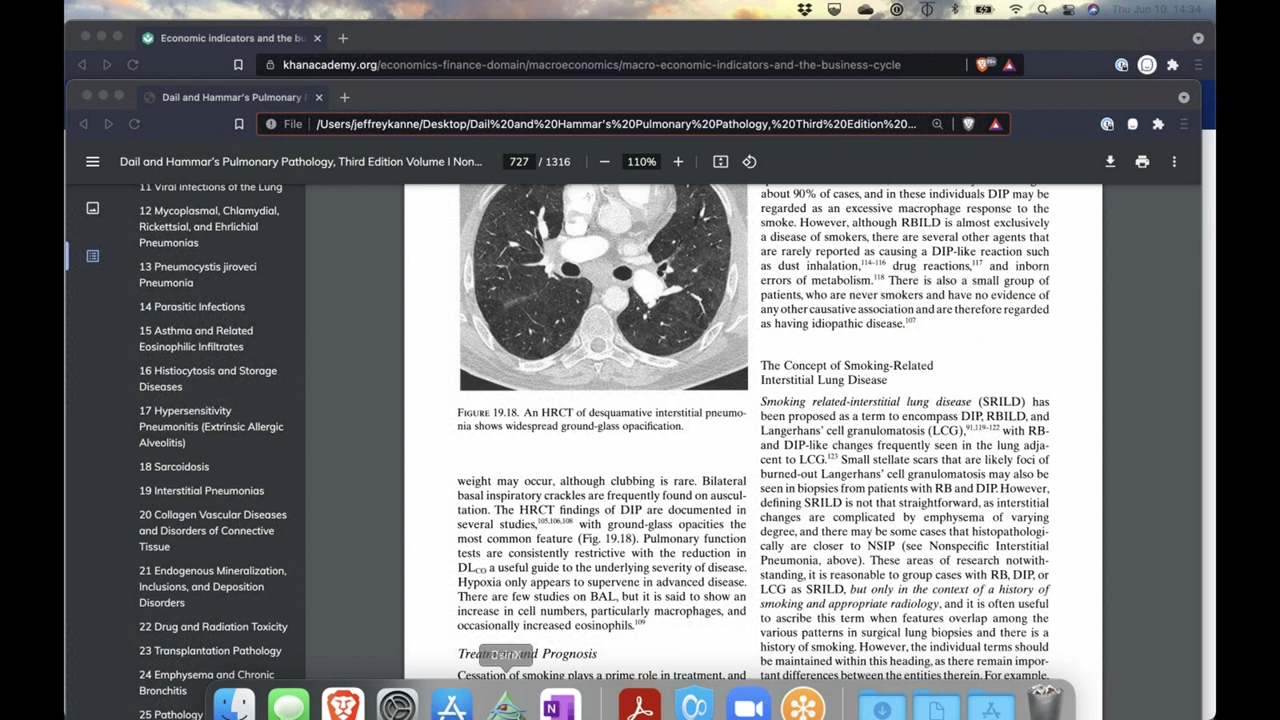 Thu Jun 10 14:34
Economic indicators and the bu
khanacademy.org/economics-finance-domain/macroeconomics/macro-economic-indicators-and-the-business-cycle
Dail and Hammar's Pulmonary
File
/Users/jeffreykanne/Desktop/Dail%20and%20Hammar's%20Pulmonary%20Pathology,%20Third%20Edition%20...
Dail and Hammar's Pulmonary Pathology, Third Edition Volume I Non...
727 / 1316
110%
11 Viral Infections of the Lung
12 Mycoplasmal, Chlamydial,
Rickettsial, and Ehrlichial
Pneumonias
13 Pneumocystis jiroveci
Pneumonia
14 Parasitic Infections
15 Asthma and Related
Eosinophilic Infiltrates
16 Histiocytosis and Storage
Diseases
17 Hypersensitivity
Pneumonitis (Extrinsic Allergic
Alveolitis)
18 Sarcoidosis
19 Interstitial Pneumonias
20 Collagen Vascular Diseases
and Disorders of Connective
Tissue
21 Endogenous Mineralization,
Inclusions, and Deposition
Disorders
22 Drug and Radiation Toxicity
23 Transplantation Pathology
24 Emphysema and Chronic
Bronchitis
25 Pathology
FIGURE 19.18. An HRCT of desquamative interstitial pneumo-
nia shows widespread ground-glass opacification.
weight may occur, although clubbing is rare. Bilateral
basal inspiratory crackles are frequently found on auscul-
tation. The HRCT findings of DIP are documented in
several studies,105,106,108 with ground-glass opacities the
most common feature (Fig. 19.18). Pulmonary function
tests are consistently restrictive with the reduction in
DLCO a useful guide to the underlying severity of disease.
Hypoxia only appears to supervene in advanced disease.
There are few studies on BAL, but it is said to show an
increase in cell numbers, particularly macrophages, and
occasionally increased eosinophils.109
Treatment and Prognosis
OsiriX
Cessation of smoking plays a prime role in treatment, and
about 90% of cases, and in these individuals DIP may be
regarded as an excessive macrophage response to the
smoke. However, although RBILD is almost exclusively
a disease of smokers, there are several other agents that
are rarely reported as causing a DIP-like reaction such
as dust inhalation,114–116 drug reactions,117 and inborn
errors of metabolism.118 There is also a small group of
patients, who are never smokers and have no evidence of
any other causative association and are therefore regarded
as having idiopathic disease.107
The Concept of Smoking-Related
Interstitial Lung Disease
Smoking related-interstitial lung disease (SRILD) has
been proposed as a term to encompass DIP, RBILD, and
Langerhans' cell granulomatosis (LCG),91,119–122 with RB-
and DIP-like changes frequently seen in the lung adja-
cent to LCG.123 Small stellate scars that are likely foci of
burned-out Langerhans' cell granulomatosis may also be
seen in biopsies from patients with RB and DIP. However,
defining SRILD is not that straightforward, as interstitial
changes are complicated by emphysema of varying
degree, and there may be some cases that histopathologi-
cally are closer to NSIP (see Nonspecific Interstitial
Pneumonia, above). These areas of research notwith-
standing, it is reasonable to group cases with RB, DIP, or
LCG as SRILD, but only in the context of a history of
smoking and appropriate radiology, and it is often useful
to ascribe this term when features overlap among the
various patterns in surgical lung biopsies and there is a
history of smoking. However, the individual terms should
be maintained within this heading, as there remain impor-
tant differences between the entities therein. For example,